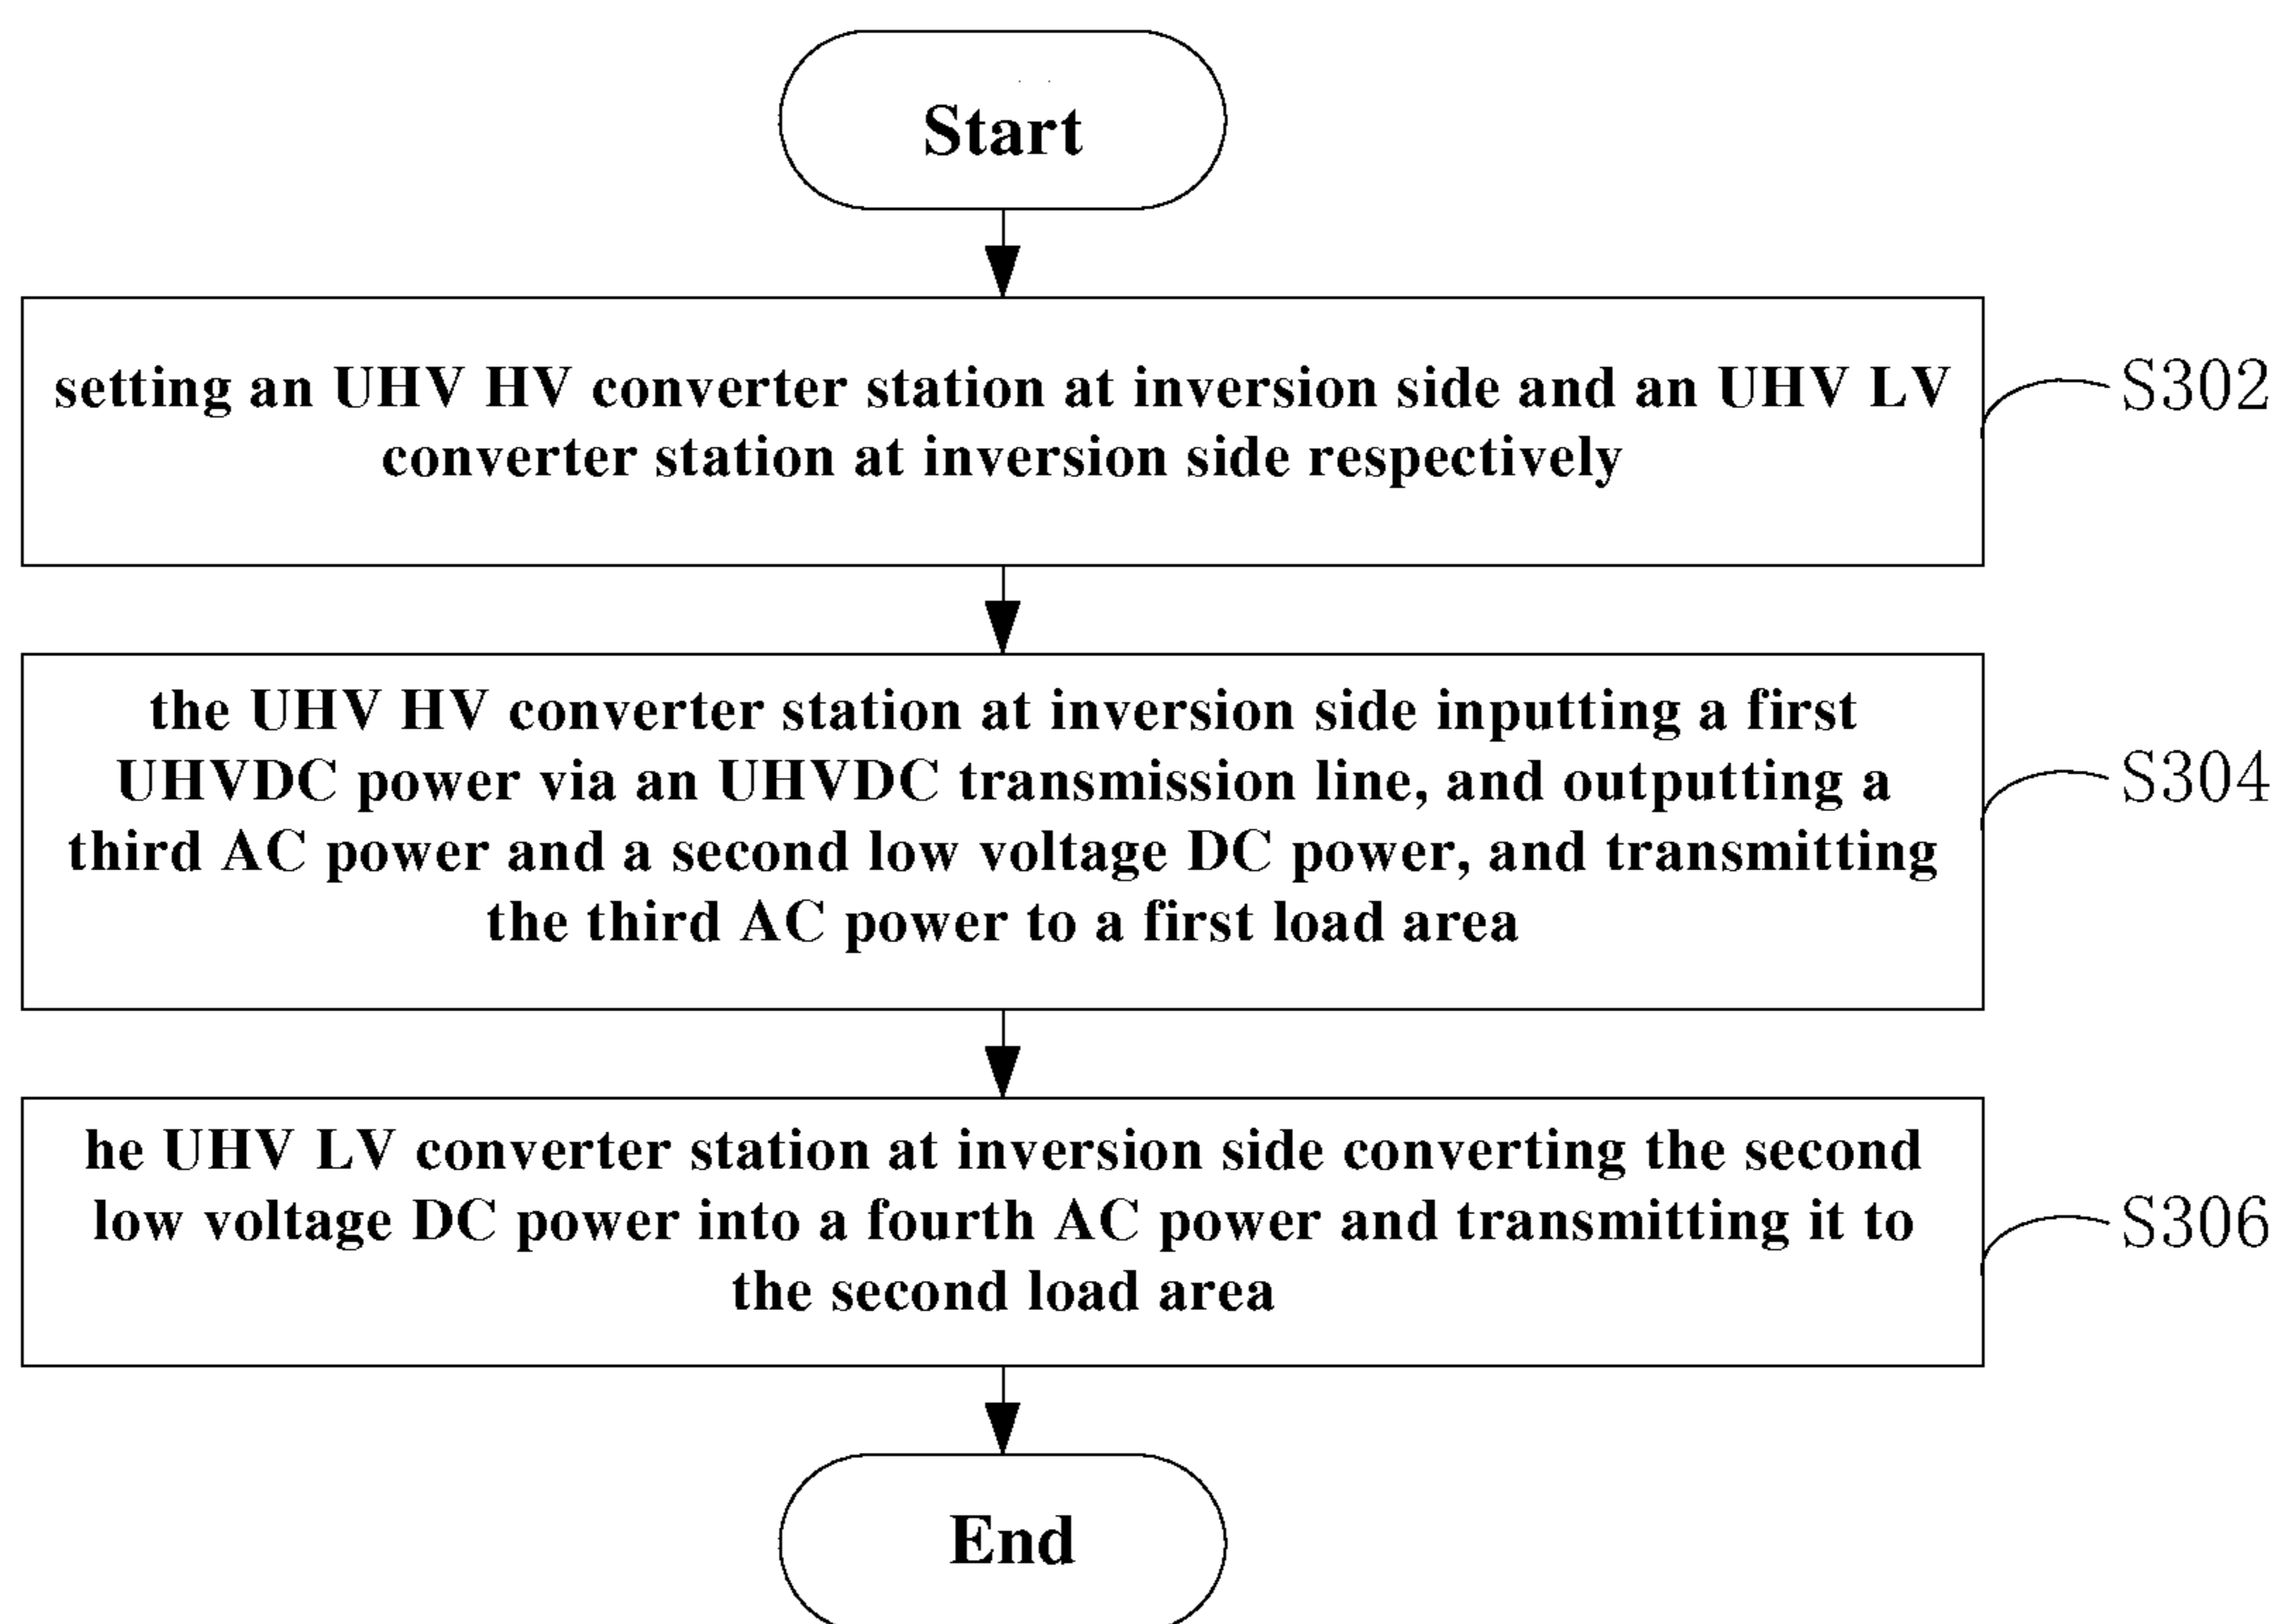 Start
setting an UHV HV converter station at inversion side and an UHV LV
converter station at inversion side respectively
S302
the UHV HV converter station at inversion side inputting a first
UHVDC power via an UHVDC transmission line, and outputting a
third AC power and a second low voltage DC power, and transmitting
the third AC power to a first load area
S304
he UHV LV converter station at inversion side converting the second
low voltage DC power into a fourth AC power and transmitting it to
the second load area
S306
End